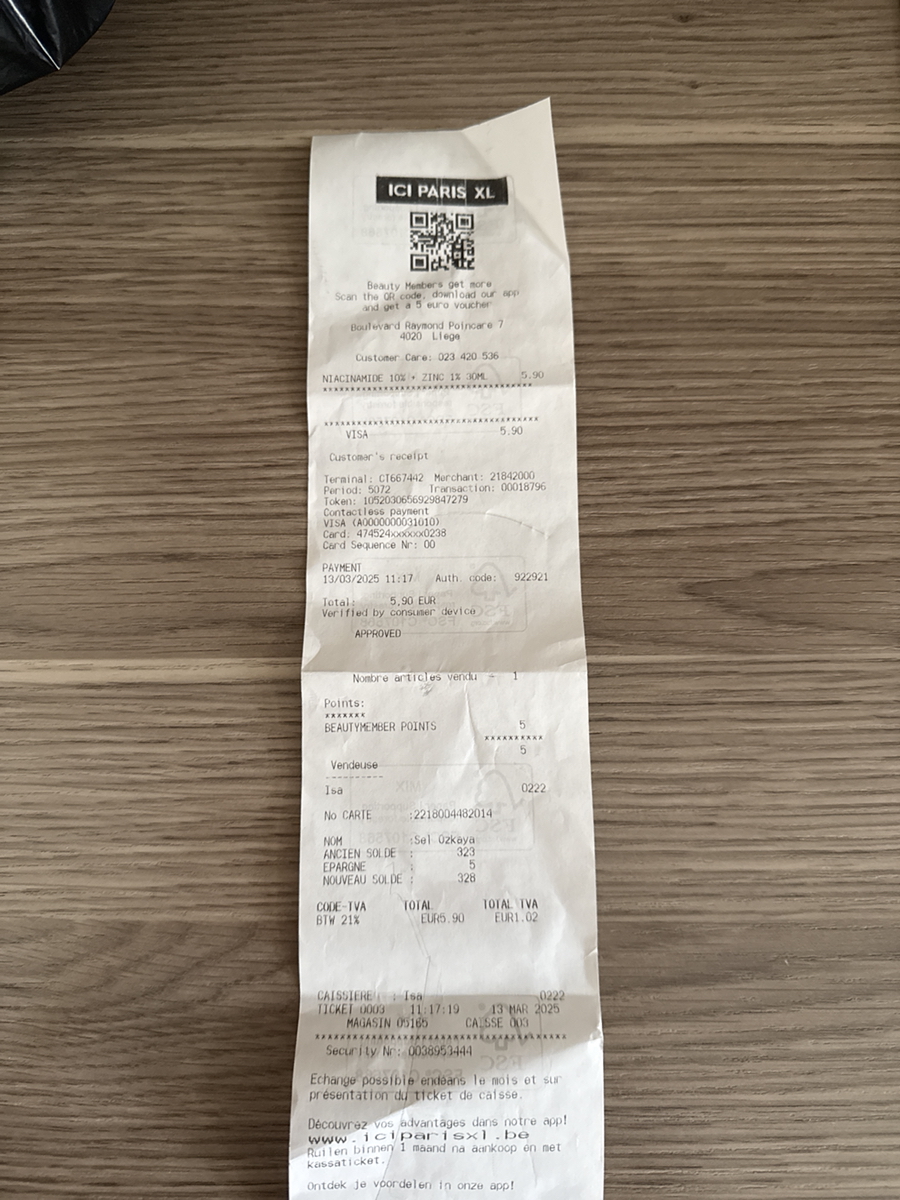 ICI PARIS XL
Beauty Members get more
Scan the QR code, download our app
and get a 5 euro voucher
Boulevard Raymond Poincare 7
4020 Liege
Customer Care: 023 420 536
NIACINAMIDE 10% + ZINC 1% 30ML 5.90
*********************************
*********************************
VISA 5.90
Customer's receipt
Terminal: CT667442 Merchant: 21842000
Period: 5072 Transaction: 00018796
Token: 1052030656929847279
Contactless payment
VISA (A0000000031010)
Card: 474524xxxxxx0238
Card Sequence Nr: 00
PAYMENT
13/03/2025 11:17 Auth. code: 922921
Total: 5,90 EUR
Verified by consumer device
APPROVED
Nombre articles vendu - 1
Points:
*******
BEAUTYMEMBER POINTS 5
**********
5
Vendeuse
----------
Isa 0222
No CARTE :2218004482014
NOM :Sel Ozkaya
ANCIEN SOLDE : 323
EPARGNE : 5
NOUVEAU SOLDE : 328
CODE-TVA TOTAL TOTAL TVA
BTW 21% EUR5.90 EUR1.02
CAISSIERE : Isa 0222
TICKET 0003 11:17:19 13 MAR 2025
MAGASIN 05165 CAISSE 003
****************************************
Security Nr: 0038953444
Echange possible endéans le mois et sur
présentation du ticket de caisse.
Découvrez vos advantages dans notre app!
www.iciparisxl.be
Ruilen binnen 1 maand na aankoop en met
kassaticket.
Ontdek je voordelen in onze app!